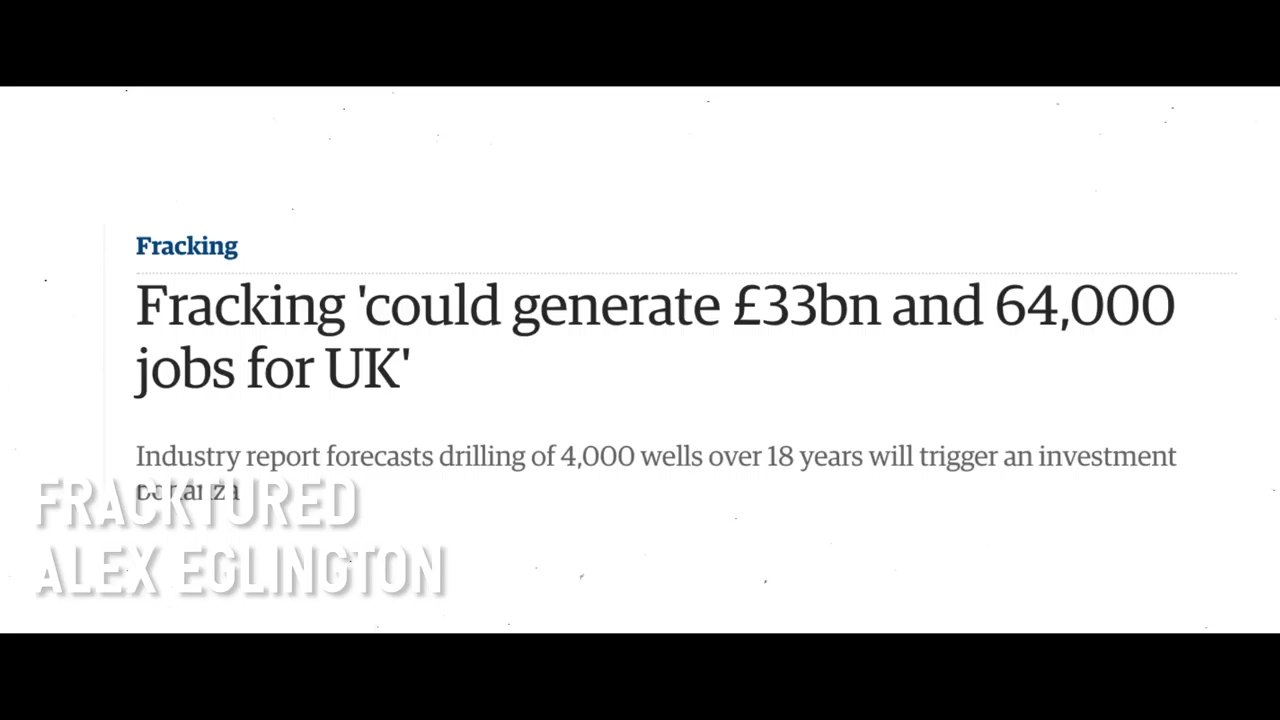 Fracking
Fracking 'could generate £33bn and 64,000
jobs for UK'
Industry report forecasts drilling of 4,000 wells over 18 years will trigger an investment
bonanza
FRACKTURED
ALEX EGLINGTON